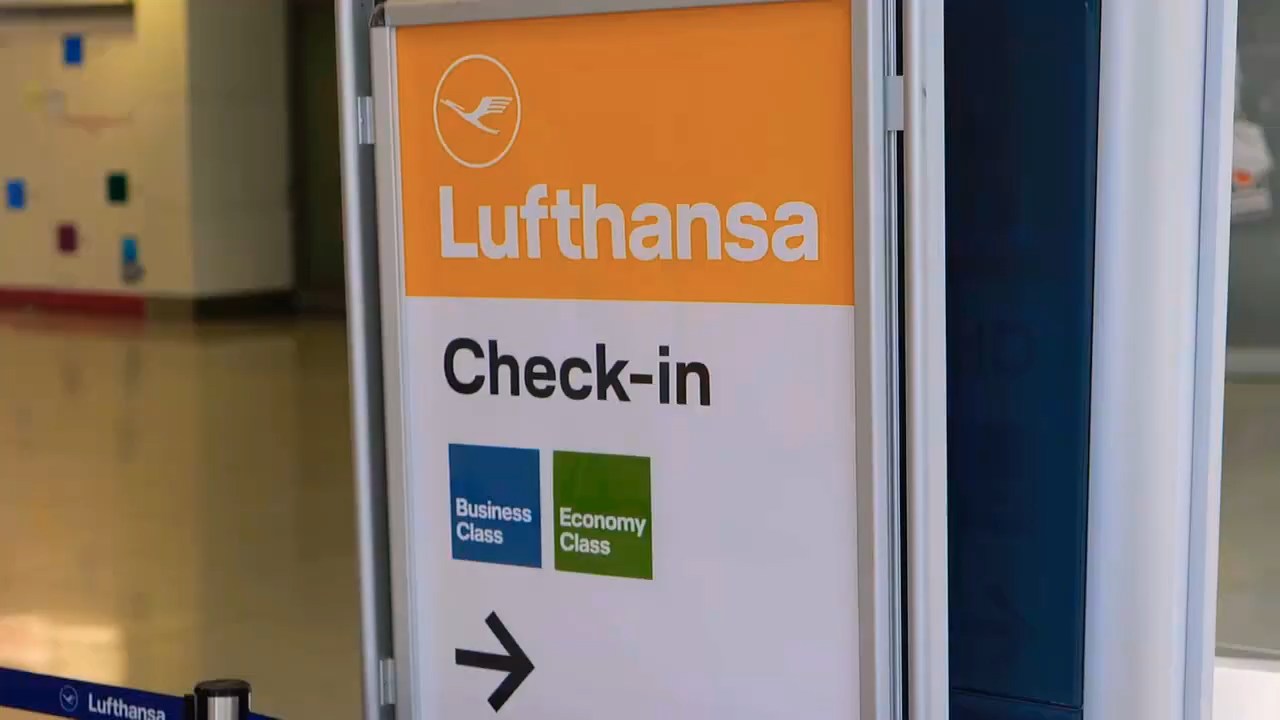 Lufthansa
Check-in
Business
Class
Economy
Class
Lufthansa